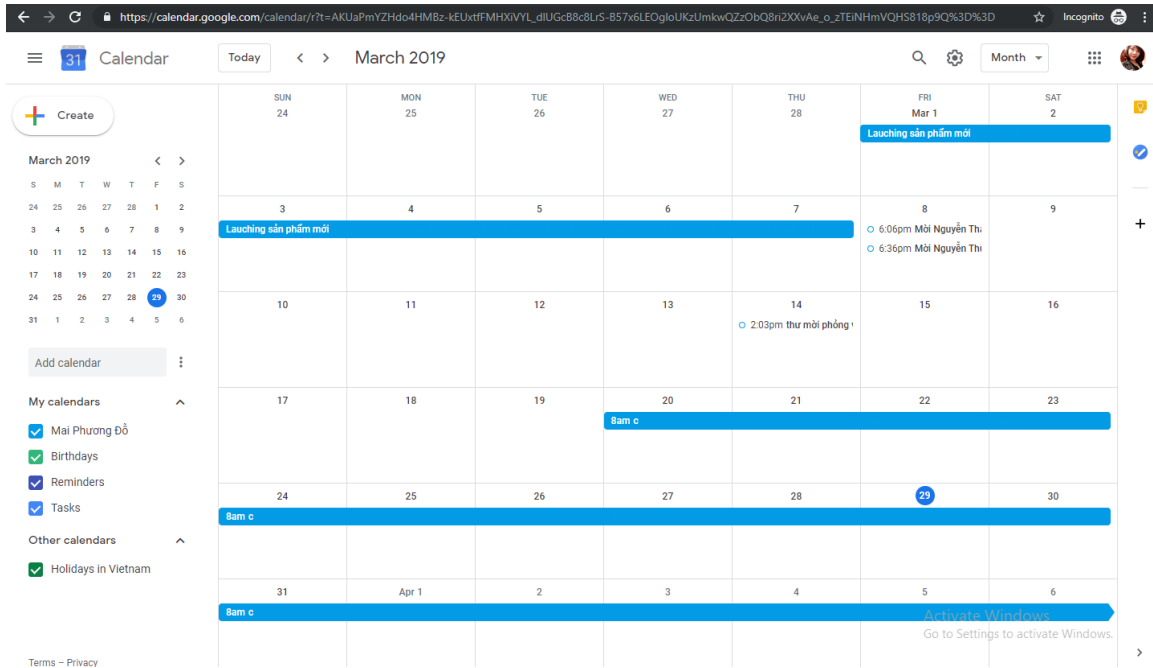 https://calendar.google.com/calendar/r?t=AKUaPmYZHdo4HMBz-kEUxtfFMHXiVYL_dlUGcB8c8LrS-B57x6LEOgloUKzUmkwQZzObQ8ri2XXvAe_o_zTEiNHmVQHS818p9Q%3D%3D Incognito
31 Calendar Today March 2019 Month
Create
March 2019
S M T W T F S
24 25 26 27 28 1 2
3 4 5 6 7 8 9
10 11 12 13 14 15 16
17 18 19 20 21 22 23
24 25 26 27 28 29 30
31 1 2 3 4 5 6
Add calendar
My calendars
Mai Phương Đỗ
Birthdays
Reminders
Tasks
Other calendars
Holidays in Vietnam
Terms – Privacy
SUN MON TUE WED THU FRI SAT
24 25 26 27 28 Mar 1 2
Lauching sản phẩm mới
3 4 5 6 7 8 9
Lauching sản phẩm mới
6:06pm Mời Nguyễn
6:36pm Mời Nguyễn
10 11 12 13 14 15 16
2:03pm thư mời phỏng
17 18 19 20 21 22 23
8am c
24 25 26 27 28 29 30
8am c
31 Apr 1 2 3 4 5 6
8am c
Activate Windows
Go to Settings to activate Windows.